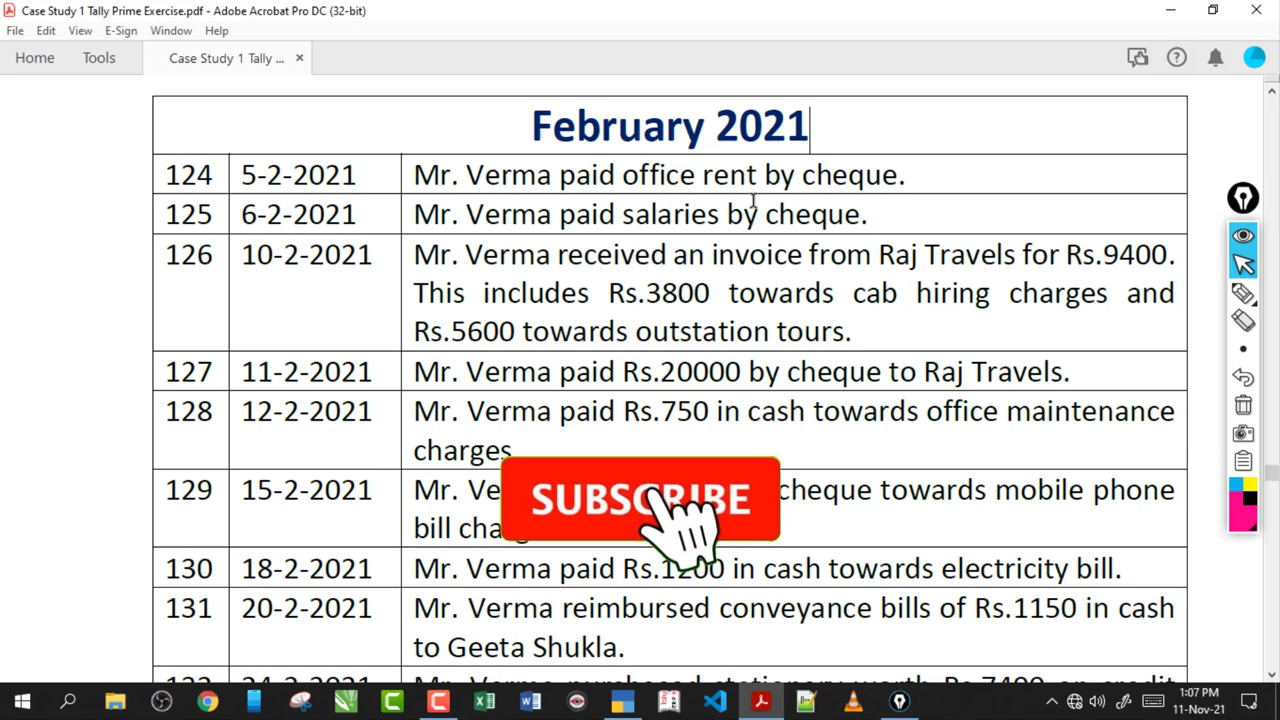 Case Study 1 Tally Prime Exercise.pdf - Adobe Acrobat Pro DC (32-bit)
File Edit View E-Sign Window Help
Home Tools Case Study 1 Tally ... ×
February 2021
124 5-2-2021 Mr. Verma paid office rent by cheque.
125 6-2-2021 Mr. Verma paid salaries by cheque.
126 10-2-2021 Mr. Verma received an invoice from Raj Travels for Rs.9400.
This includes Rs.3800 towards cab hiring charges and
Rs.5600 towards outstation tours.
127 11-2-2021 Mr. Verma paid Rs.20000 by cheque to Raj Travels.
128 12-2-2021 Mr. Verma paid Rs.750 in cash towards office maintenance
charges.
129 15-2-2021 Mr. cheque towards mobile phone
bill
SUBSCRIBE
130 18-2-2021 Mr. Verma paid Rs.1200 in cash towards electricity bill.
131 20-2-2021 Mr. Verma reimbursed conveyance bills of Rs.1150 in cash
to Geeta Shukla.
1:07 PM
11-Nov-21